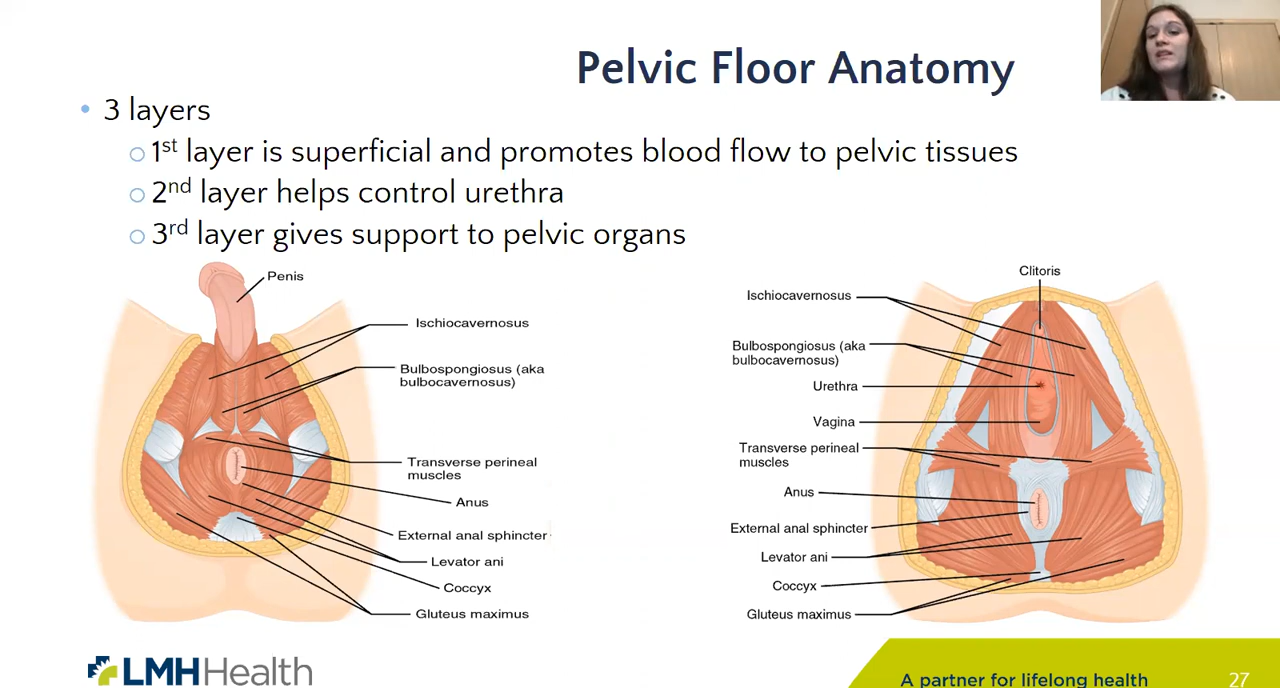 Pelvic Floor Anatomy
• 3 layers
○ 1st layer is superficial and promotes blood flow to pelvic tissues
○ 2nd layer helps control urethra
○ 3rd layer gives support to pelvic organs
Penis
Ischiocavernosus
Bulbospongiosus (aka
bulbocavernosus)
Transverse perineal
muscles
Anus
External anal sphincter
Levator ani
Coccyx
Gluteus maximus
Clitoris
Ischiocavernosus
Bulbospongiosus (aka
bulbocavernosus)
Urethra
Vagina
Transverse perineal
muscles
Anus
External anal sphincter
Levator ani
Coccyx
Gluteus maximus
LMH Health
A partner for lifelong health
27